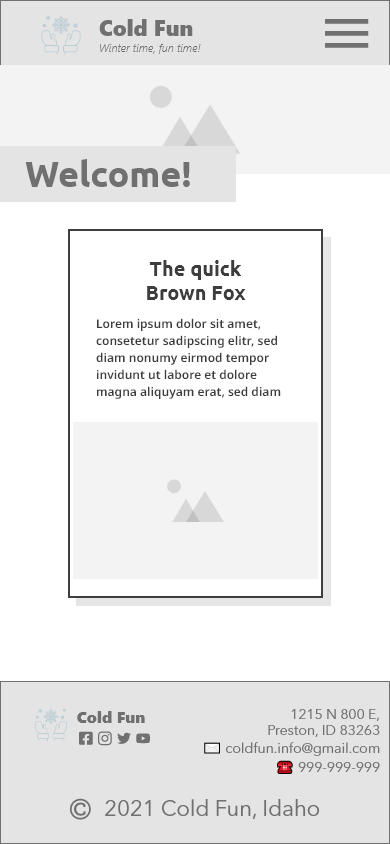 Cold Fun
Winter time, fun time!
Welcome!
The quick
Brown Fox
Lorem ipsum dolor sit amet,
consetetur sadipscing elitr, sed
diam nonumy eirmod tempor
invidunt ut labore et dolore
magna aliquyam erat, sed diam
Cold Fun
1215 N 800 E,
Preston, ID 83263
coldfun.info@gmail.com
999-999-999
© 2021 Cold Fun, Idaho